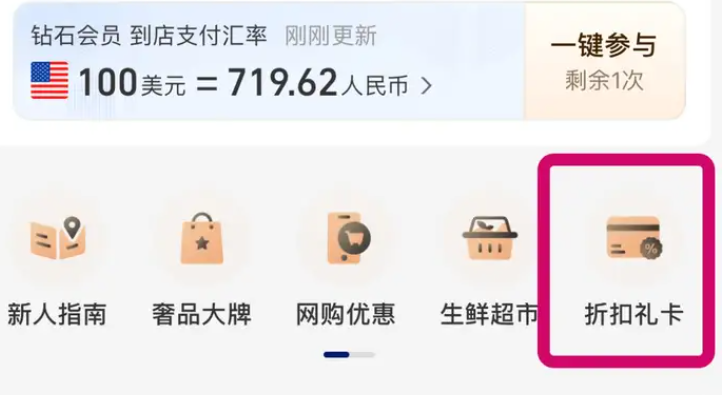 钻石会员 到店支付汇率 刚刚更新
100美元 = 719.62人民币 >
一键参与
剩余1次
新人指南 奢品大牌 网购优惠 生鲜超市 折扣礼卡
%